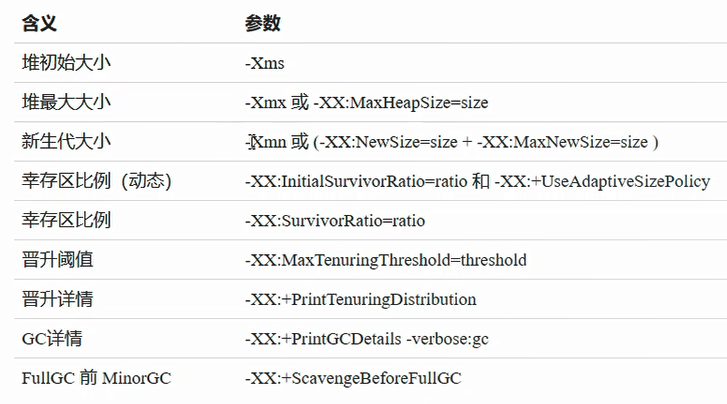 含义 参数
堆初始大小 -Xms
堆最大大小 -Xmx 或 -XX:MaxHeapSize=size
新生代大小 -Xmn 或 (-XX:NewSize=size + -XX:MaxNewSize=size )
幸存区比例（动态） -XX:InitialSurvivorRatio=ratio 和 -XX:+UseAdaptiveSizePolicy
幸存区比例 -XX:SurvivorRatio=ratio
晋升阈值 -XX:MaxTenuringThreshold=threshold
晋升详情 -XX:+PrintTenuringDistribution
GC详情 -XX:+PrintGCDetails -verbose:gc
FullGC 前 MinorGC -XX:+ScavengeBeforeFullGC